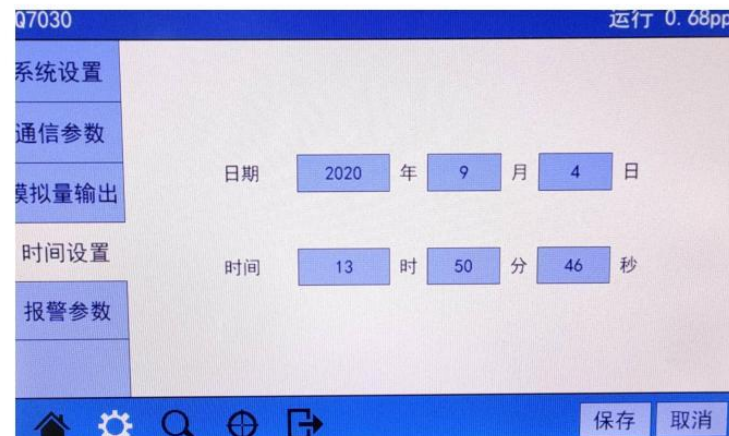 Q7030 运行 0.68pp
系统设置
通信参数
模拟量输出
时间设置
报警参数
日期 2020 年 9 月 4 日
时间 13 时 50 分 46 秒
保存 取消